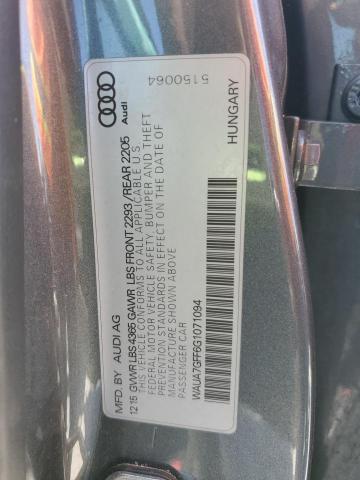 Audi
5150064
MFD. BY AUDI AG
12 15 GVWR LBS 4365 GAWR LBS FRONT 2293 / REAR 2205
THIS VEHICLE CONFORMS TO ALL APPLICABLE U S
FEDERAL MOTOR VEHICLE SAFETY, BUMPER AND THEFT
PREVENTION STANDARDS IN EFFECT ON THE DATE OF
MANUFACTURE SHOWN ABOVE
PASSENGER CAR
WAUA7GFF6G1071094
HUNGARY